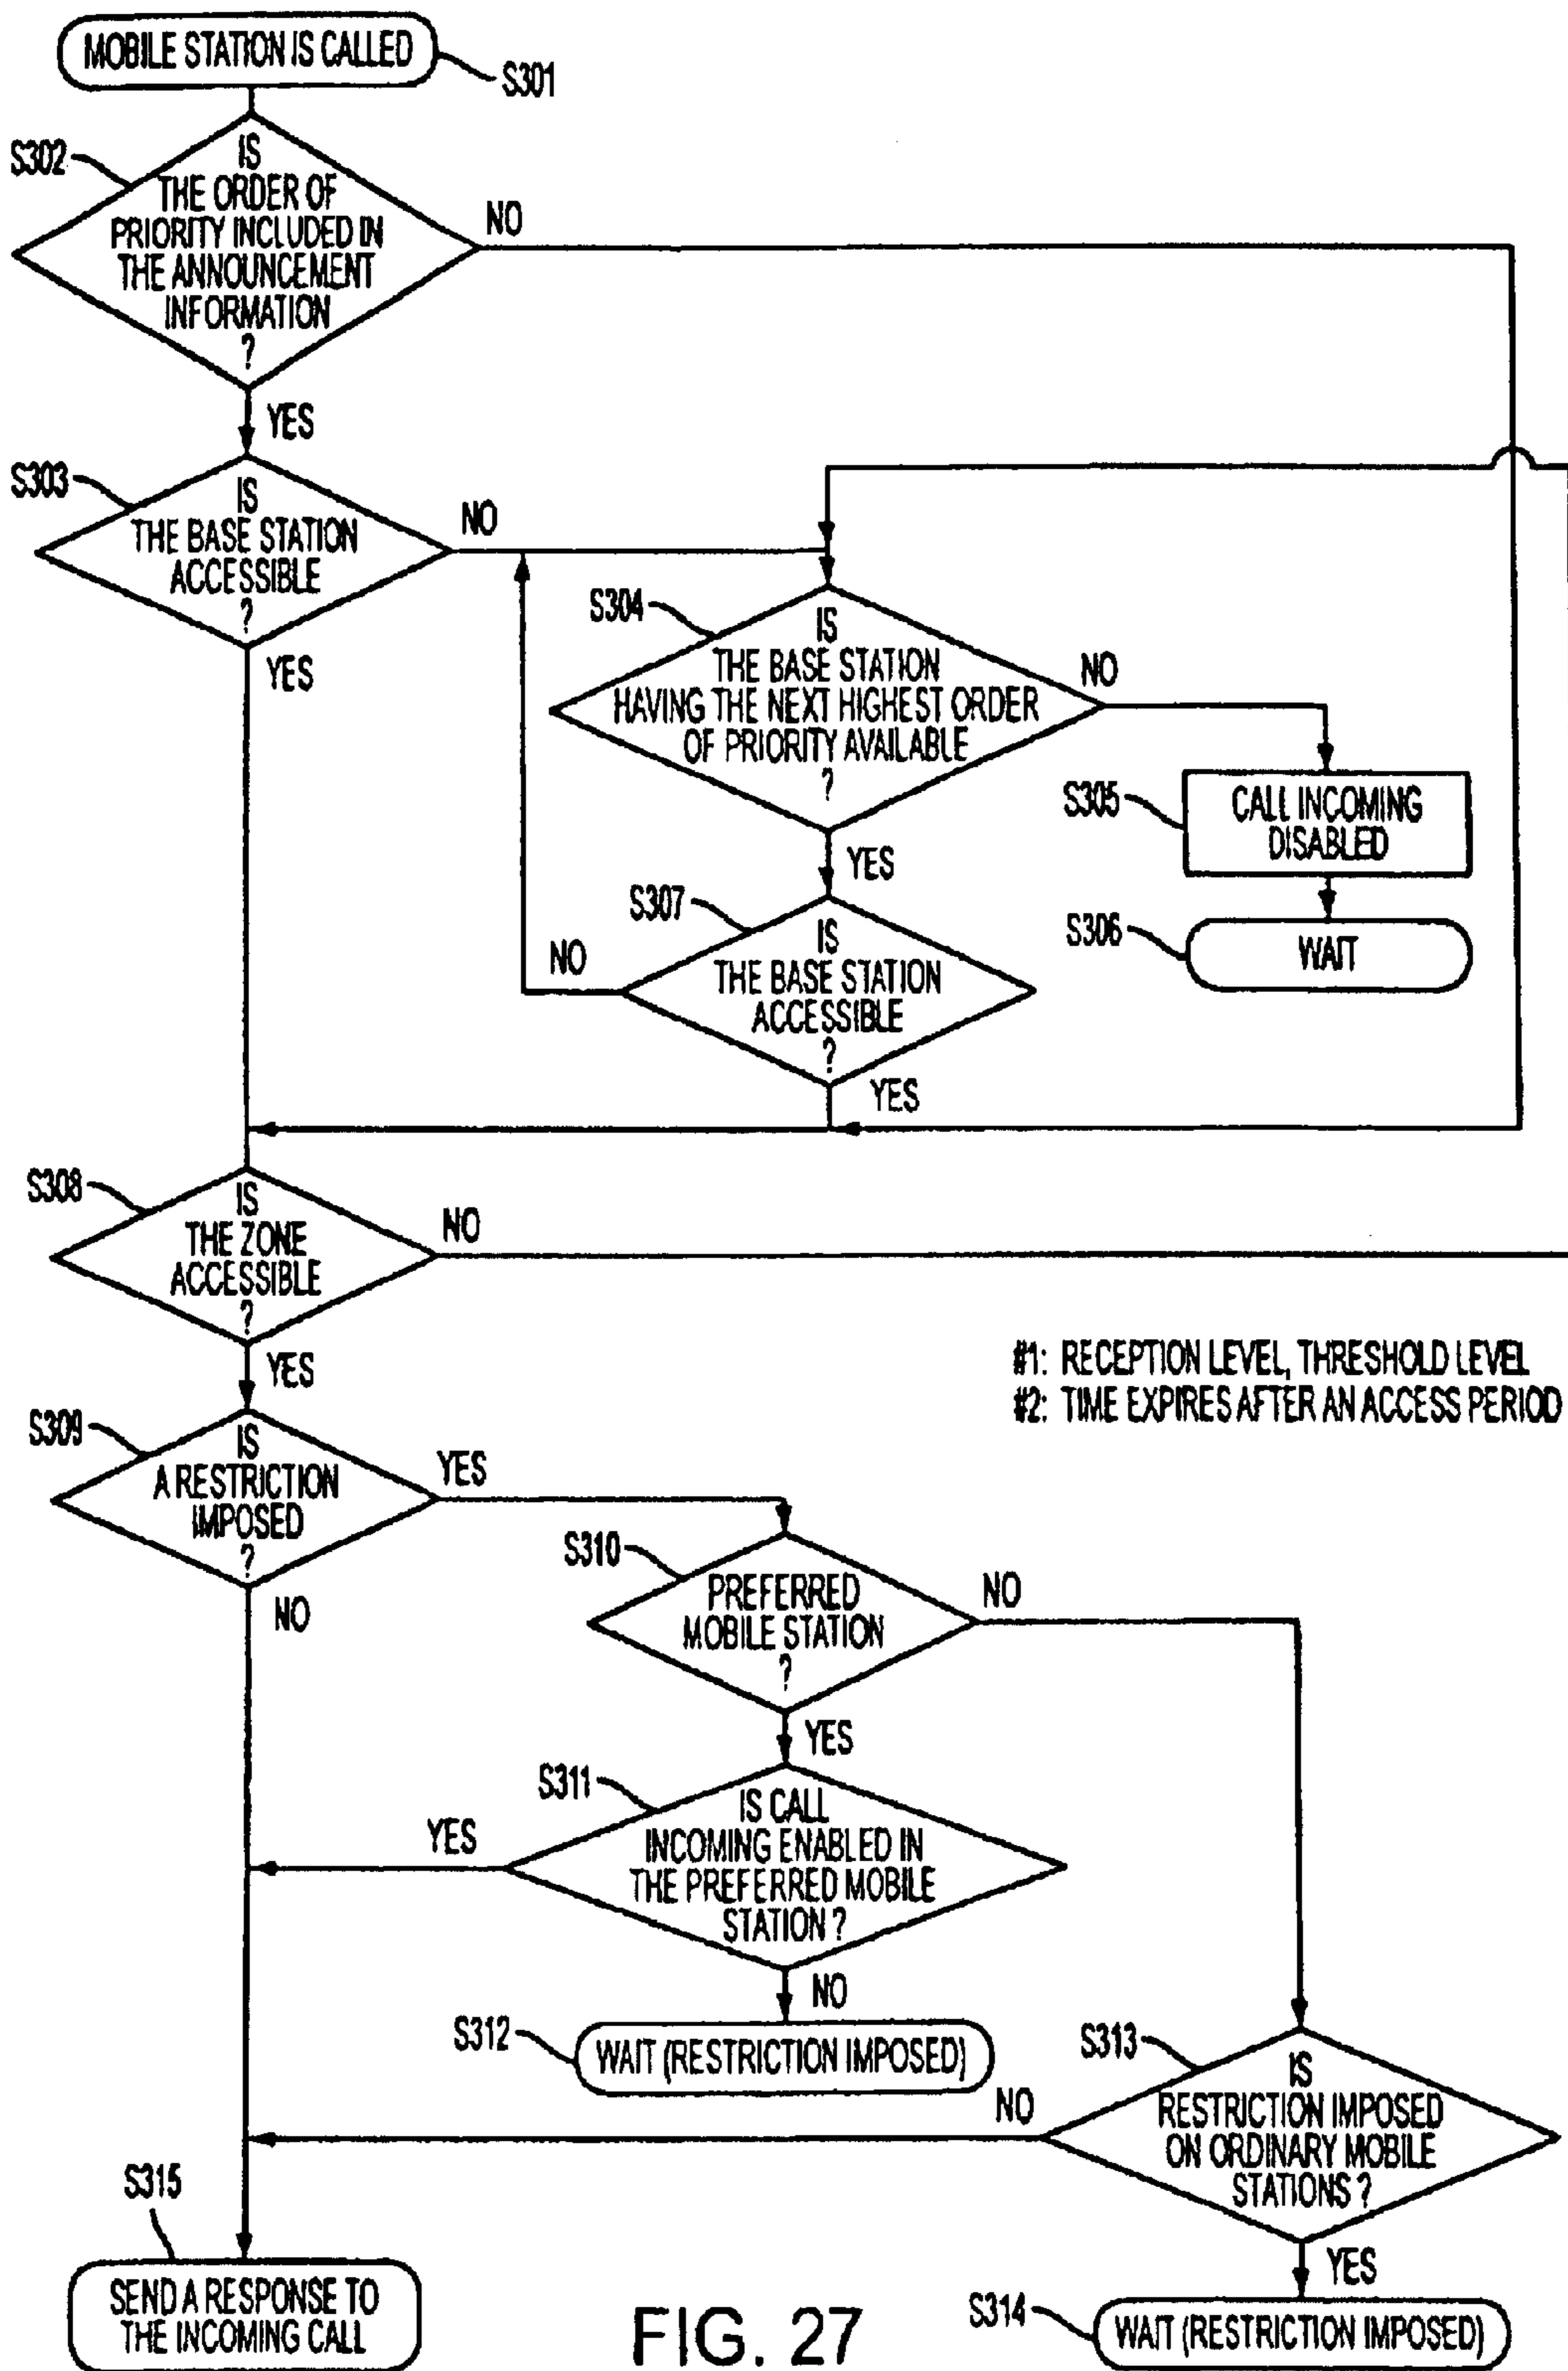 MOBILE STATION IS CALLED
S301
S302
IS
THE ORDER OF
PRIORITY INCLUDED IN
THE ANNOUNCEMENT
INFORMATION
?
NO
YES
S303
IS
THE BASE STATION
ACCESSIBLE
?
NO
YES
S304
IS
THE BASE STATION
HAVING THE NEXT HIGHEST ORDER
OF PRIORITY AVAILABLE
?
NO
YES
S305
CALL INCOMING
DISABLED
S306
WAIT
S307
IS
THE BASE STATION
ACCESSIBLE
?
NO
YES
S308
IS
THE ZONE
ACCESSIBLE
?
NO
YES
#1: RECEPTION LEVEL, THRESHOLD LEVEL
#2: TIME EXPIRES AFTER AN ACCESS PERIOD
S309
IS
A RESTRICTION
IMPOSED
?
YES
NO
S310
PREFERRED
MOBILE STATION
?
NO
YES
S311
IS CALL
INCOMING ENABLED IN
THE PREFERRED MOBILE
STATION ?
YES
NO
S312
WAIT (RESTRICTION IMPOSED)
S313
IS
RESTRICTION IMPOSED
ON ORDINARY MOBILE
STATIONS ?
NO
YES
S314
WAIT (RESTRICTION IMPOSED)
S315
SEND A RESPONSE TO
THE INCOMING CALL
FIG. 27